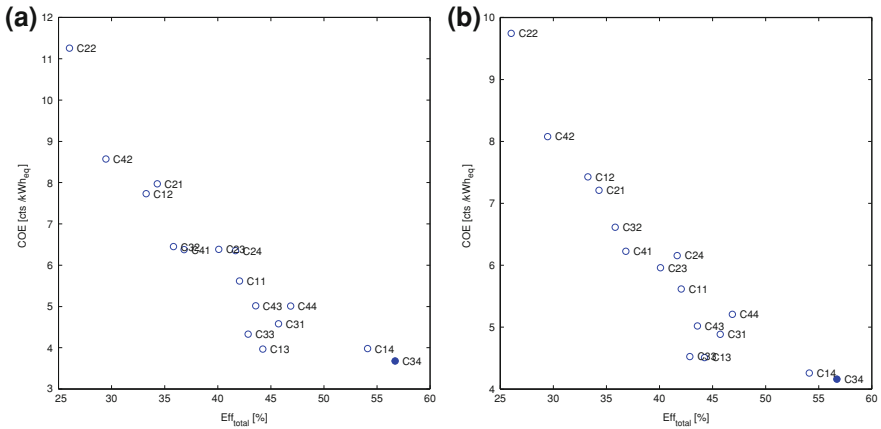 (a)
12
11
10
9
8
7
6
5
4
3
COE [cts /kWh_eq]
C22
C42
C21
C12
C32
C41
C23
C24
C11
C43
C44
C31
C33
C13
C14
C34
25 30 35 40 45 50 55 60
Eff_total [%]
(b)
10
9
8
7
6
5
4
COE [cts /kWh_eq]
C22
C42
C12
C21
C32
C41
C24
C23
C11
C44
C43
C31
C33
C13
C14
C34
25 30 35 40 45 50 55 60
Eff_total [%]